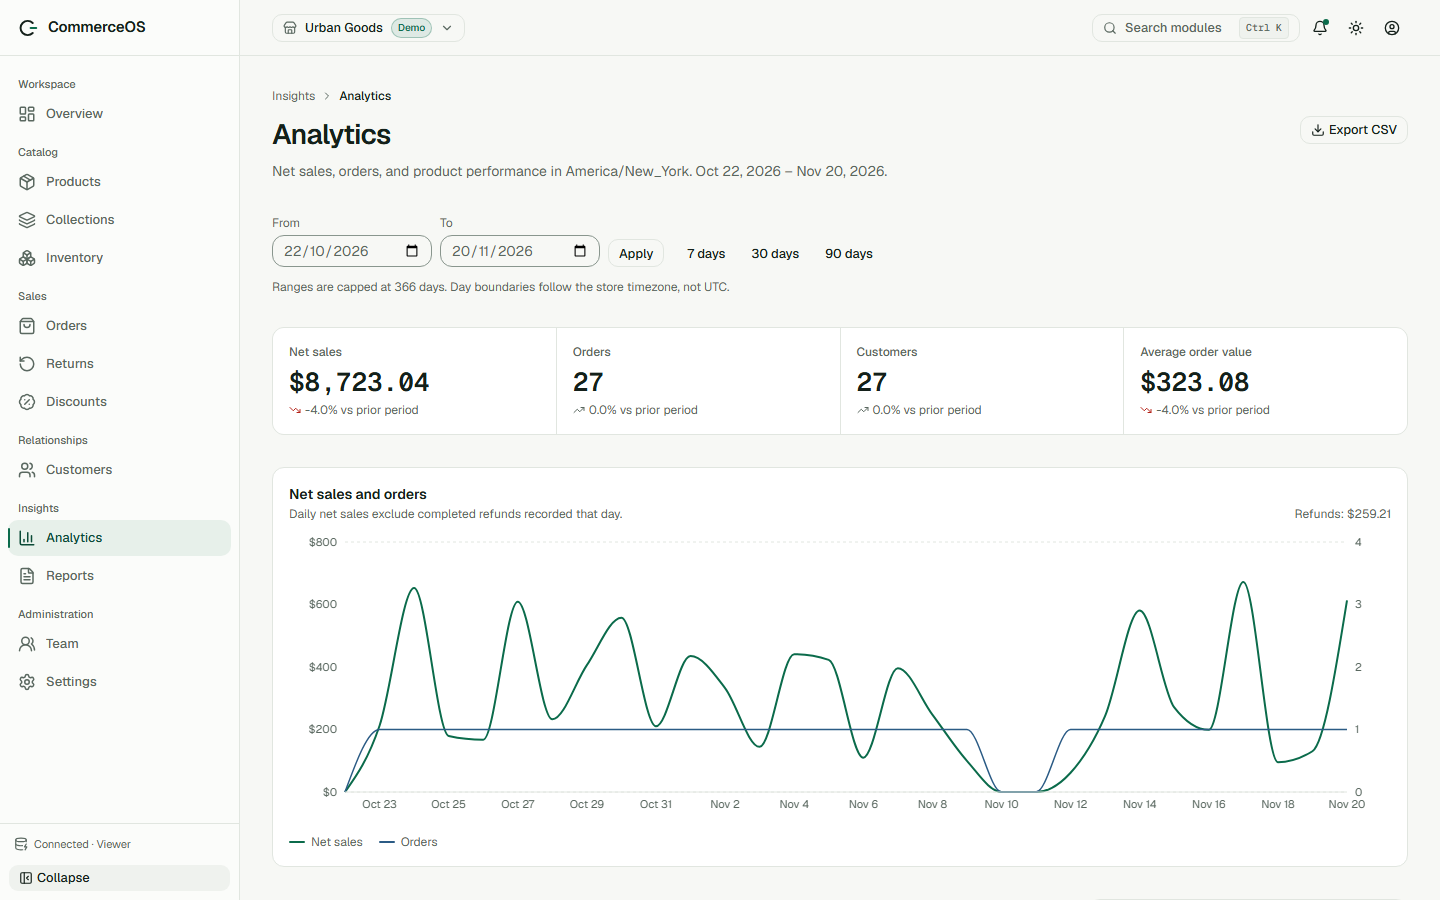 CommerceOS
Urban Goods Demo
Search modules Ctrl K
Workspace
Overview
Catalog
Products
Collections
Inventory
Sales
Orders
Returns
Discounts
Relationships
Customers
Insights
Analytics
Reports
Administration
Team
Settings
Connected · Viewer
Collapse
Insights > Analytics
Analytics
Export CSV
Net sales, orders, and product performance in America/New_York. Oct 22, 2026 – Nov 20, 2026.
From To
22/10/2026 20/11/2026 Apply 7 days 30 days 90 days
Ranges are capped at 366 days. Day boundaries follow the store timezone, not UTC.
Net sales
$8,723.04
-4.0% vs prior period
Orders
27
0.0% vs prior period
Customers
27
0.0% vs prior period
Average order value
$323.08
-4.0% vs prior period
Net sales and orders
Daily net sales exclude completed refunds recorded that day. Refunds: $259.21
$800 4
$600 3
$400 2
$200 1
$0 0
Oct 23 Oct 25 Oct 27 Oct 29 Oct 31 Nov 2 Nov 4 Nov 6 Nov 8 Nov 10 Nov 12 Nov 14 Nov 16 Nov 18 Nov 20
Net sales Orders